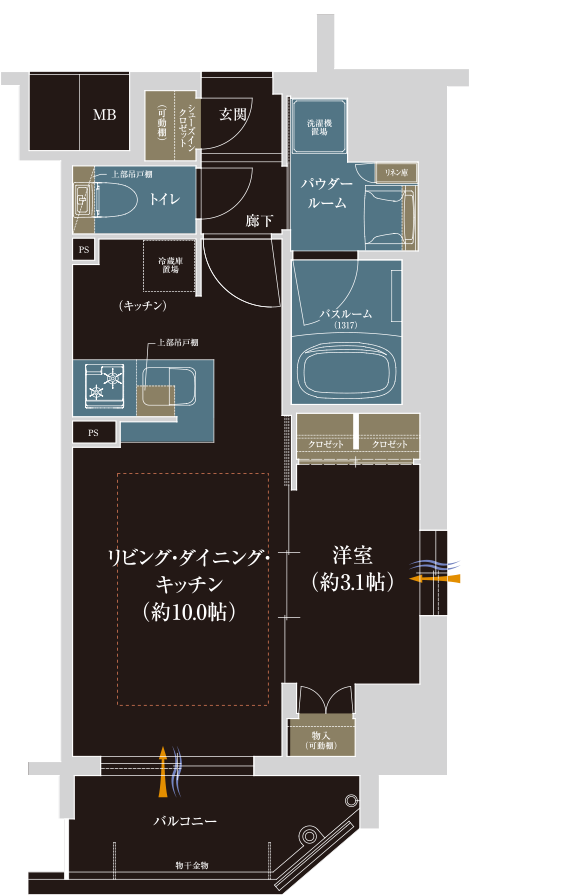 MB
シューズイン
クロゼット
(可動棚)
玄関
洗濯機
置場
上部吊戸棚
トイレ
パウダー
ルーム
リネン庫
廊下
PS
冷蔵庫
置場
(キッチン)
バスルーム
(1317)
上部吊戸棚
PS
クロゼット
クロゼット
リビング・ダイニング・
キッチン
(約10.0帖)
洋室
(約3.1帖)
物入
(可動棚)
バルコニー
物干金物